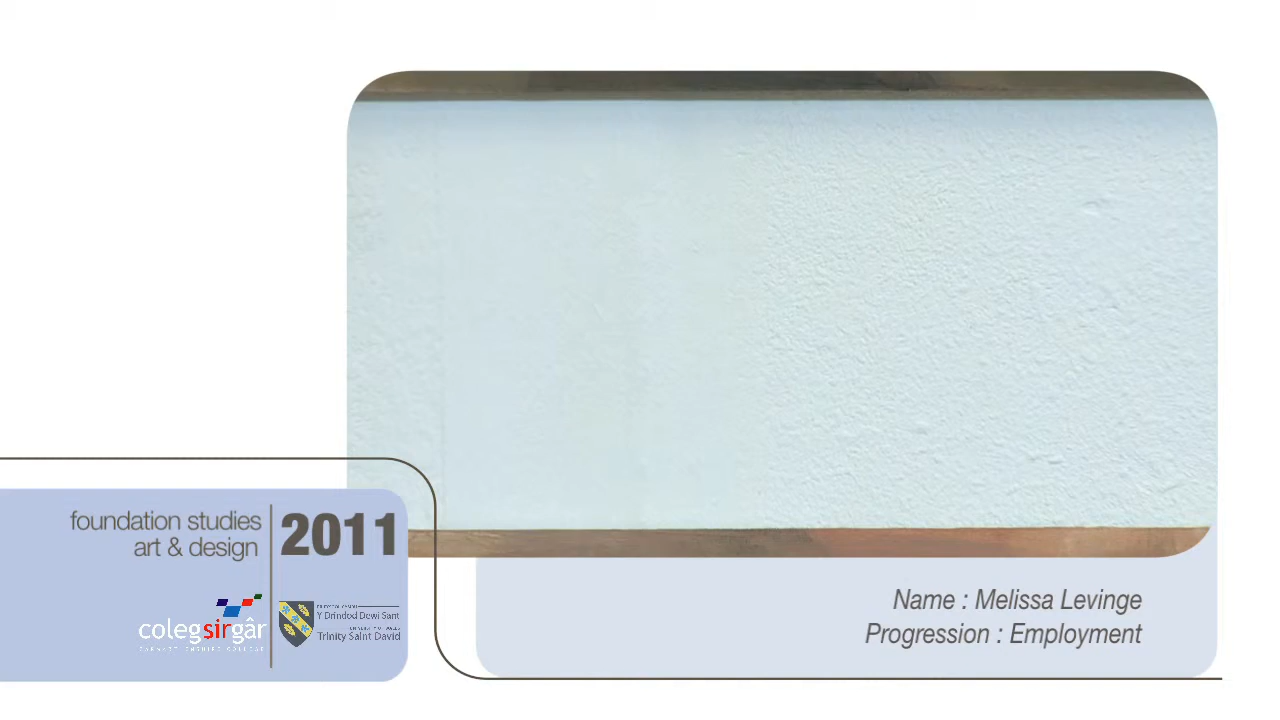 foundation studies
art & design
2011
colegsirgâr
Y Drindod Dewi Sant
Trinity Saint David
Name : Melissa Levinge
Progression : Employment